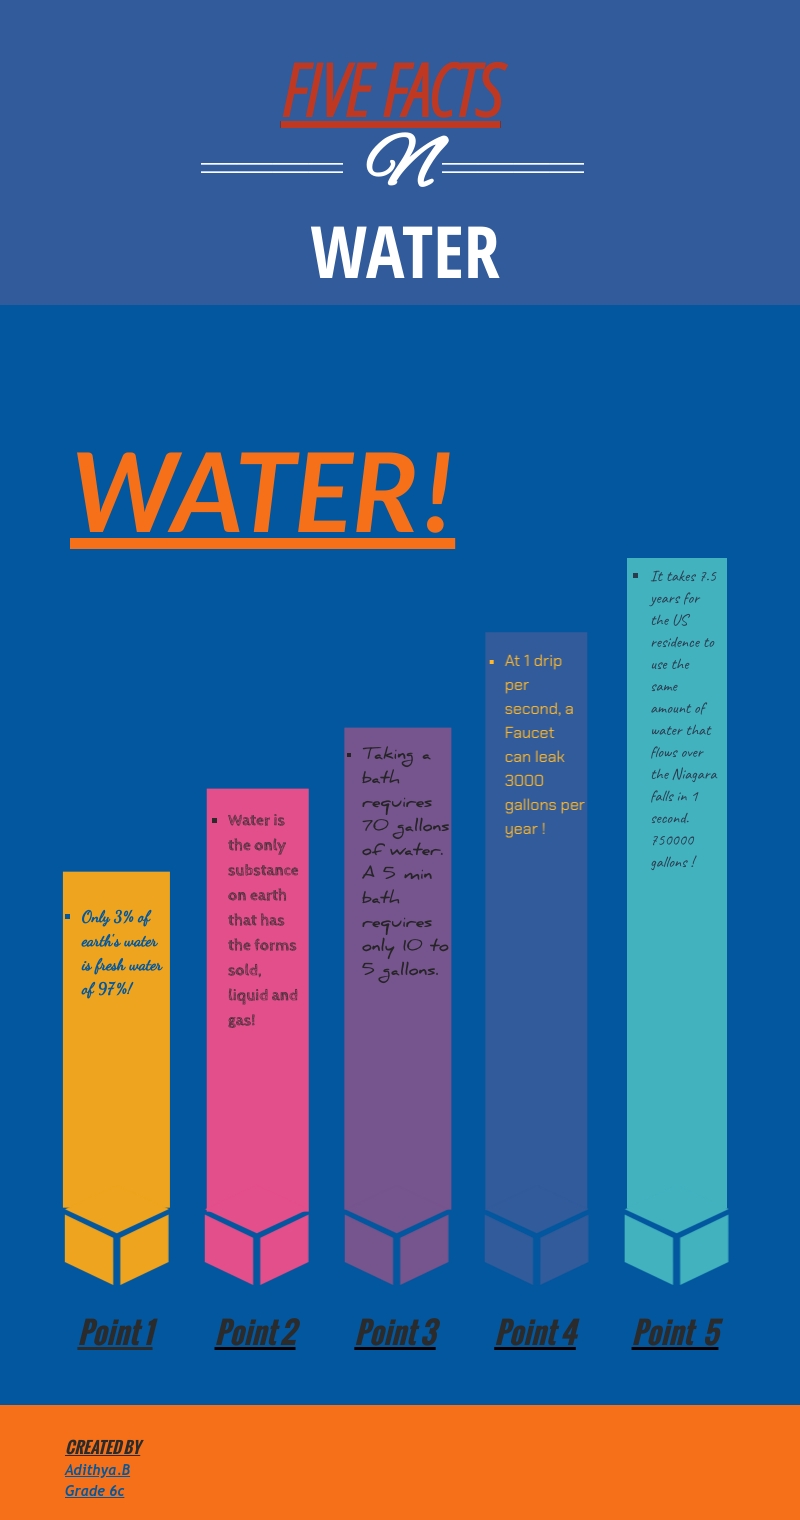 FIVE FACTS
N
WATER
WATER!
Only 3% of
earth's water
is fresh water
of 97%!
Water is
the only
substance
on earth
that has
the forms
sold,
liquid and
gas!
Taking a
bath
requires
70 gallons
of water.
A 5 min
bath
requires
only 10 to
5 gallons.
At 1 drip
per
second, a
Faucet
can leak
3000
gallons per
year !
It takes 7.5
years for
the US
residence to
use the
same
amount of
water that
flows over
the Niagara
falls in 1
second.
750000
gallons !
Point 1
Point 2
Point 3
Point 4
Point 5
CREATED BY
Adithya.B
Grade 6c